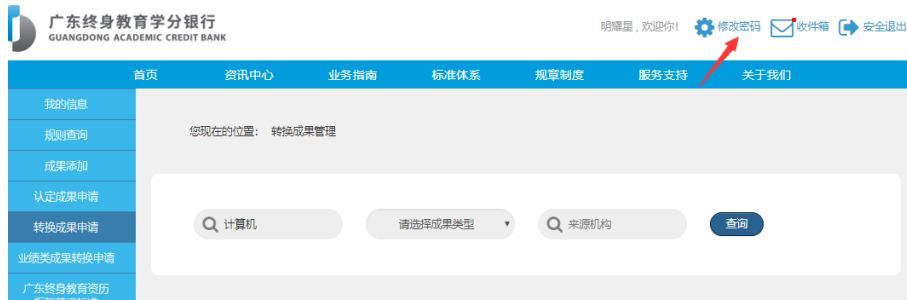 广东终身教育学分银行
GUANGDONG ACADEMIC CREDIT BANK
明耀星,欢迎你! 修改密码 收件箱 安全退出
首页 资讯中心 业务指南 标准体系 规章制度 服务支持 关于我们
我的信息
规则查询
成果添加
认定成果申请
转换成果申请
业绩类成果转换申请
广东终身教育资历
您现在的位置: 转换成果管理
计算机 请选择成果类型 来源机构 查询